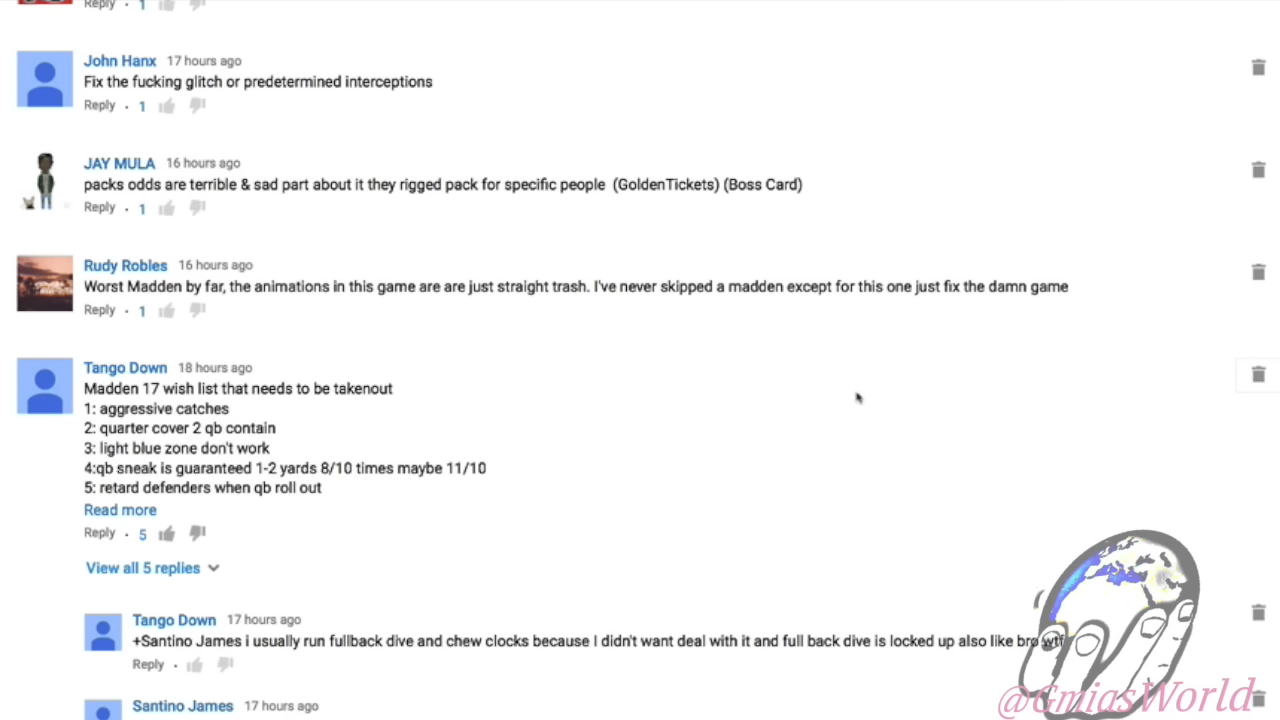 Reply · 1
John Hanx 17 hours ago
Fix the fucking glitch or predetermined interceptions
Reply · 1
JAY MULA 16 hours ago
packs odds are terrible & sad part about it they rigged pack for specific people (GoldenTickets) (Boss Card)
Reply · 1
Rudy Robles 16 hours ago
Worst Madden by far, the animations in this game are are just straight trash. I've never skipped a madden except for this one just fix the damn game
Reply · 1
Tango Down 18 hours ago
Madden 17 wish list that needs to be takenout
1: aggressive catches
2: quarter cover 2 qb contain
3: light blue zone don't work
4:qb sneak is guaranteed 1-2 yards 8/10 times maybe 11/10
5: retard defenders when qb roll out
Read more
Reply · 5
View all 5 replies
Tango Down 17 hours ago
+Santino James i usually run fullback dive and chew clocks because I didn't want deal with it and full back dive is locked up also like bro wtf
Reply ·
Santino James 17 hours ago
@GmiasWorld